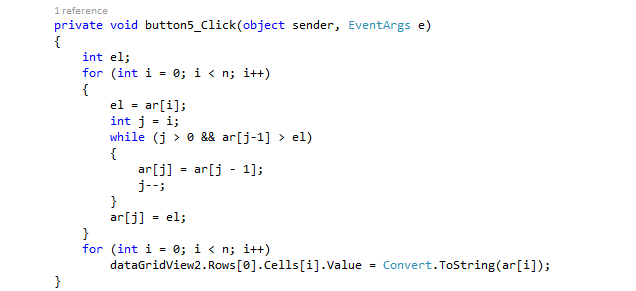 1 reference
private void button5_Click(object sender, EventArgs e)
{
    int el;
    for (int i = 0; i < n; i++)
    {
        el = ar[i];
        int j = i;
        while (j > 0 && ar[j-1] > el)
        {
            ar[j] = ar[j - 1];
            j--;
        }
        ar[j] = el;
    }
    for (int i = 0; i < n; i++)
        dataGridView2.Rows[0].Cells[i].Value = Convert.ToString(ar[i]);
}